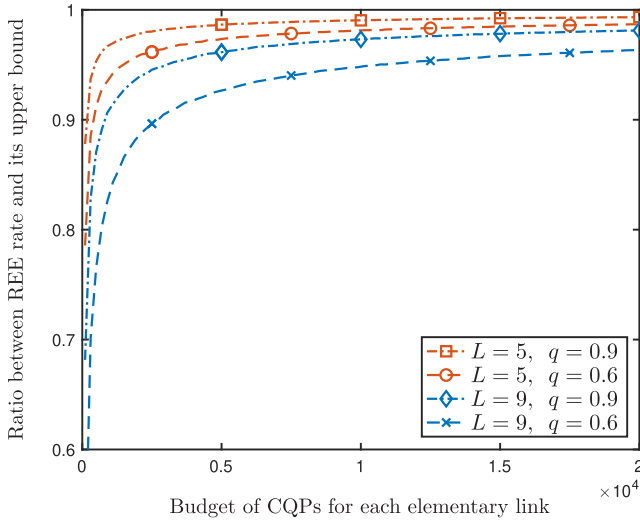 Ratio between REE rate and its upper bound
1
0.9
0.8
0.7
0.6
L = 5, q = 0.9
L = 5, q = 0.6
L = 9, q = 0.9
L = 9, q = 0.6
0
0.5
1
1.5
2
×10⁴
Budget of CQPs for each elementary link